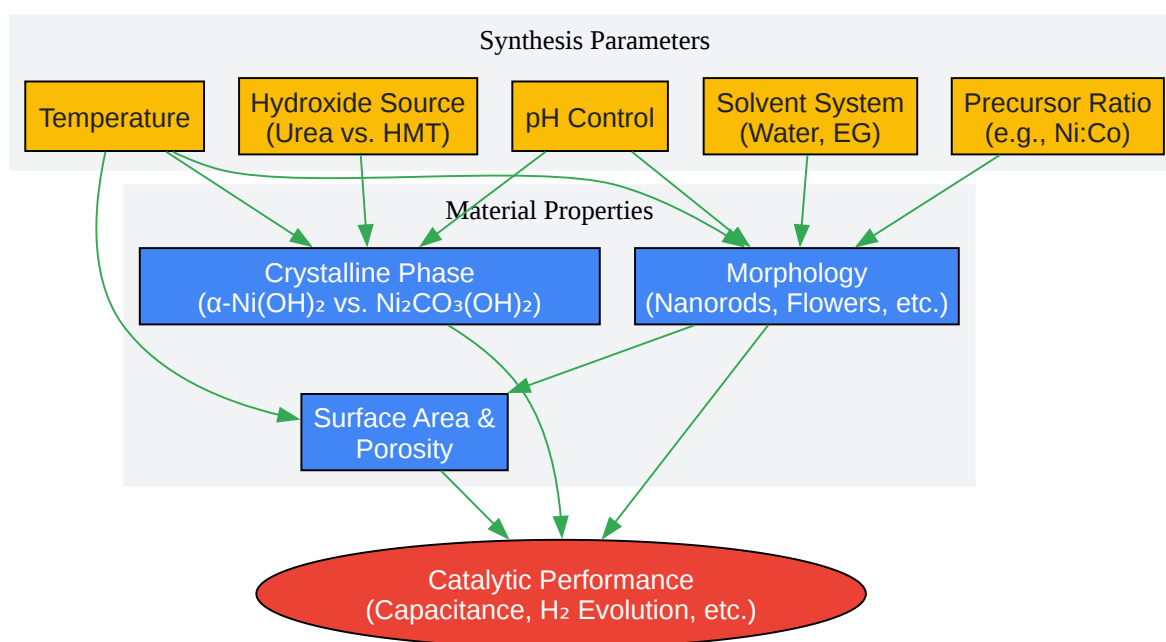 Synthesis Parameters
Temperature
Hydroxide Source
(Urea vs. HMT)
pH Control
Solvent System
(Water, EG)
Precursor Ratio
(e.g., Ni:Co)
Material Properties
Crystalline Phase
(α-Ni(OH)₂ vs. Ni₂CO₃(OH)₂)
Morphology
(Nanorods, Flowers, etc.)
Surface Area &
Porosity
Catalytic Performance
(Capacitance, H₂ Evolution, etc.)